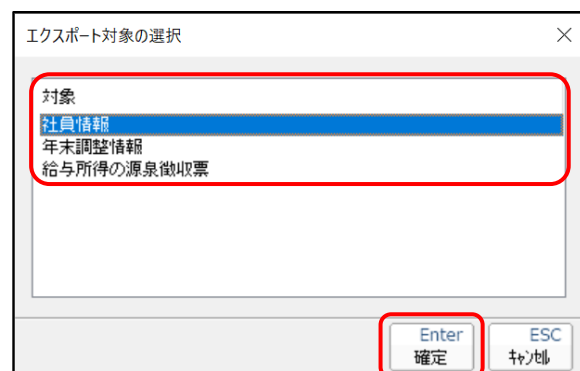 エクスポート対象の選択
対象
社員情報
年末調整情報
給与所得の源泉徴収票
Enter
確定
ESC
ｷｬﾝｾﾙ